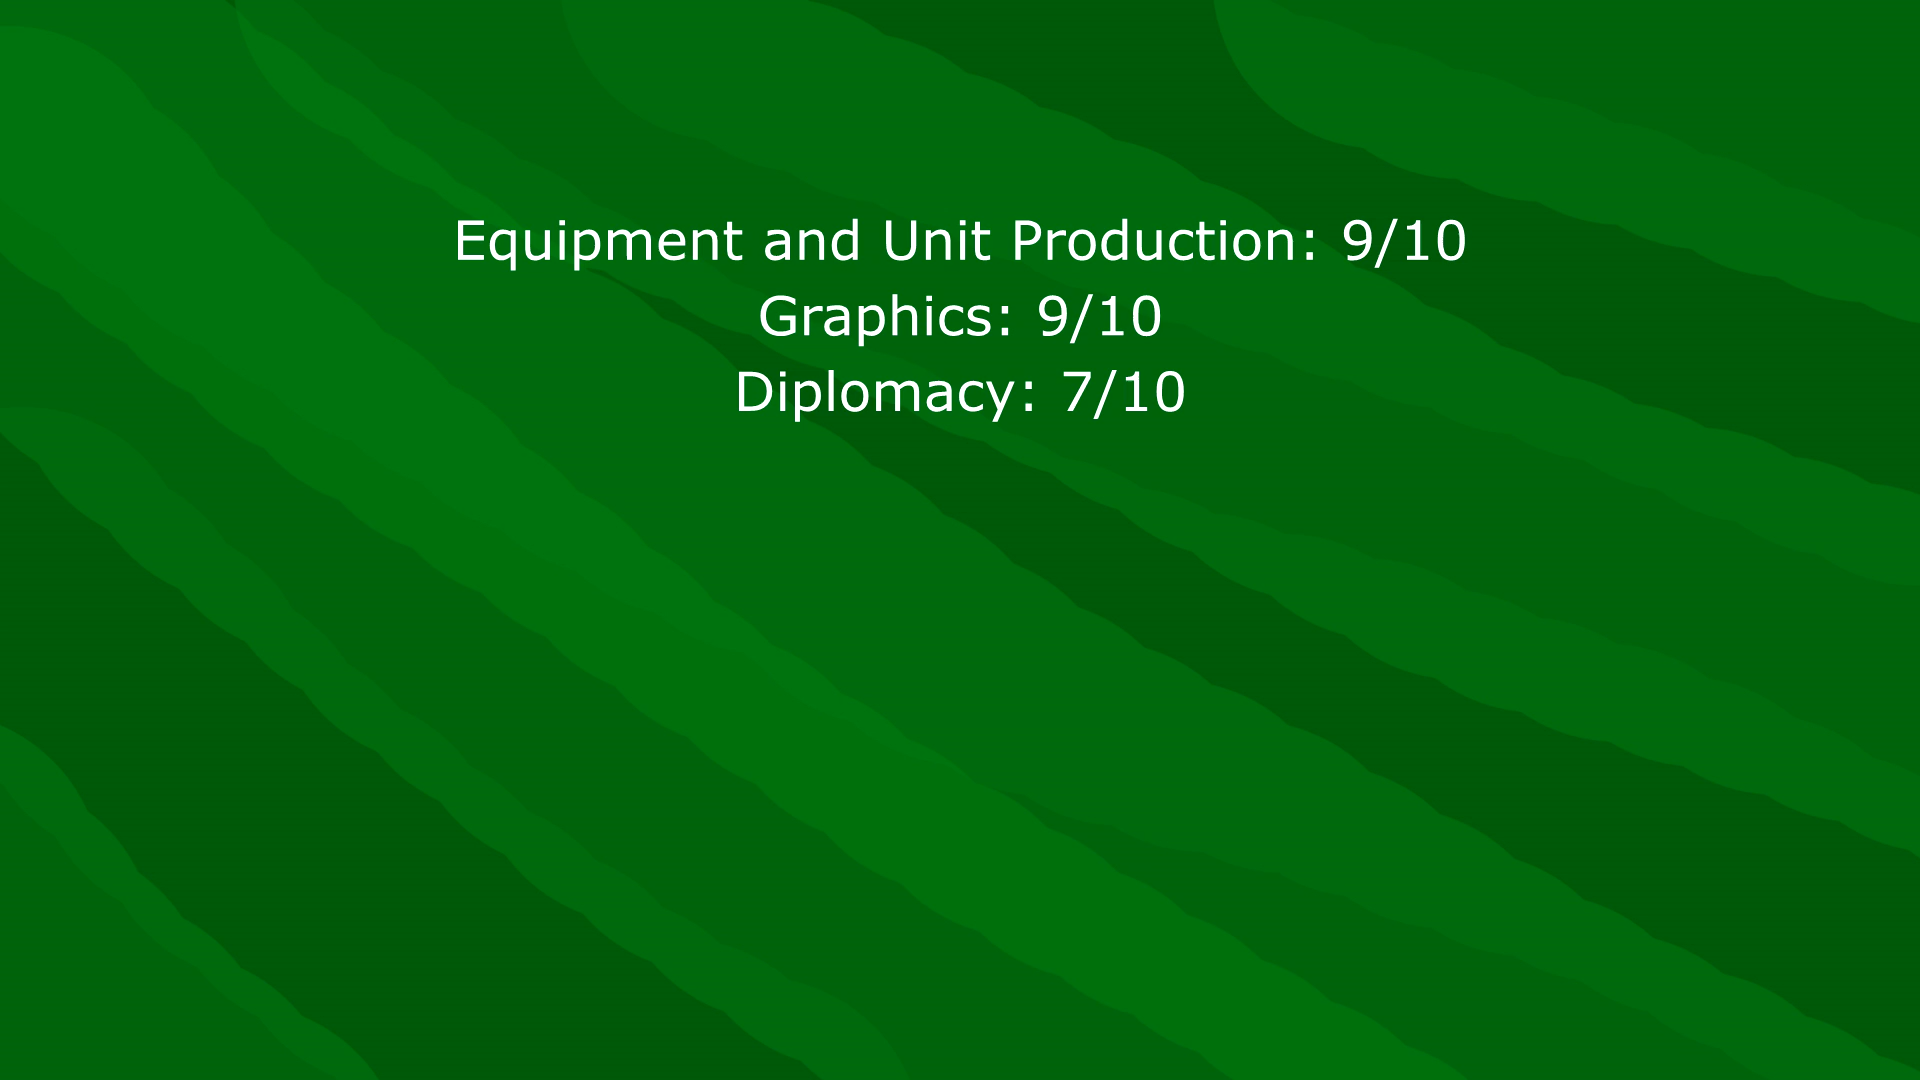 Equipment and Unit Production: 9/10
Graphics: 9/10
Diplomacy: 7/10